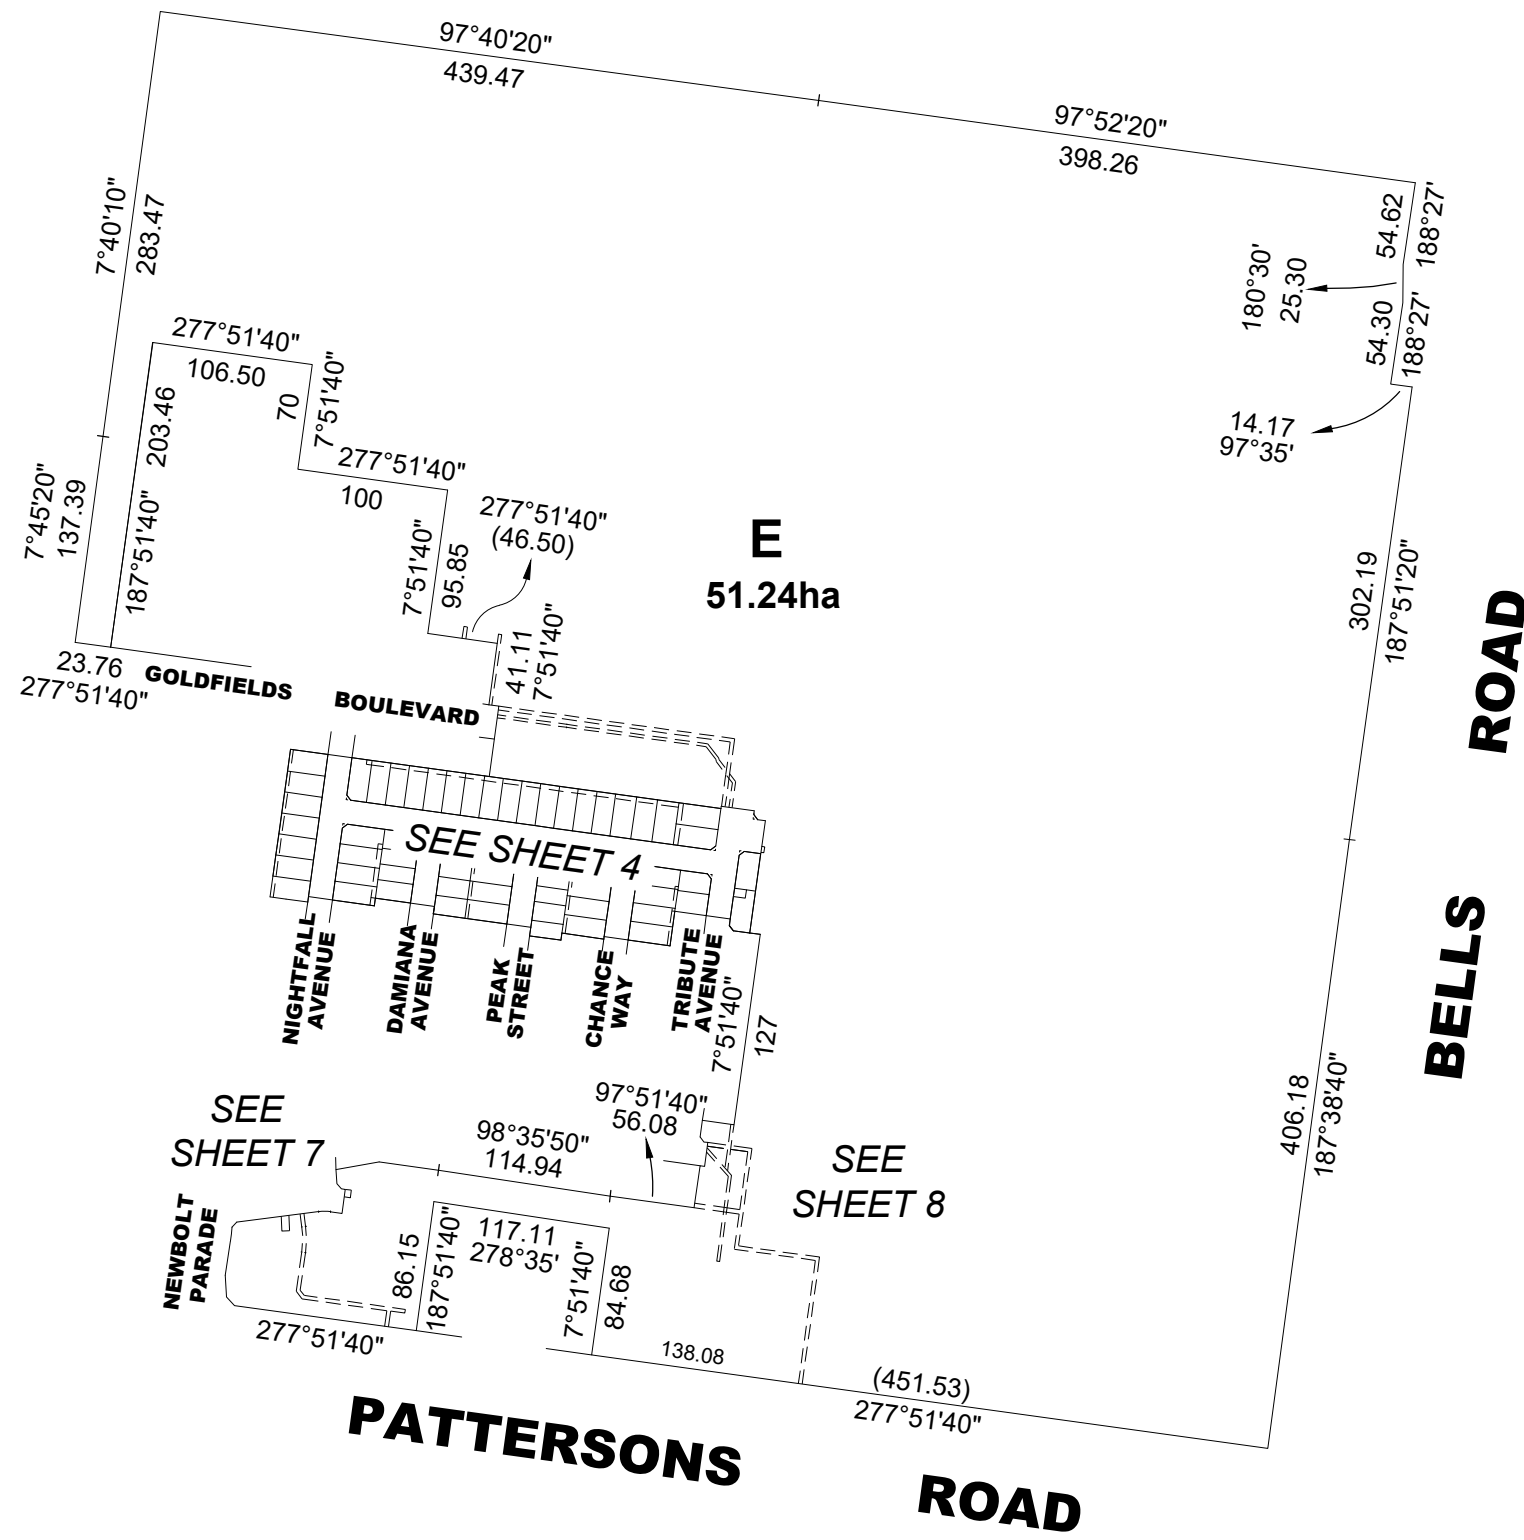 97°40'20"
439.47
97°52'20"
398.26
7°40'10"
283.47
54.62
188°27'
180°30'
25.30
54.30
188°27'
14.17
97°35'
277°51'40"
106.50
70
7°51'40"
203.46
187°51'40"
7°45'20"
137.39
277°51'40"
100
277°51'40"
(46.50)
7°51'40"
95.85
41.11
7°51'40"
E
51.24ha
302.19
187°51'20"
23.76
277°51'40"
GOLDFIELDS
BOULEVARD
ROAD
BELLS
SEE SHEET 4
NIGHTFALL
AVENUE
DAMIANA
AVENUE
PEAK
STREET
CHANCE
WAY
TRIBUTE
AVENUE
7°51'40"
127
406.18
187°38'40"
SEE
SHEET 7
98°35'50"
114.94
97°51'40"
56.08
SEE
SHEET 8
NEWBOLT
PARADE
86.15
187°51'40"
117.11
278°35'
7°51'40"
84.68
277°51'40"
138.08
(451.53)
277°51'40"
PATTERSONS
ROAD